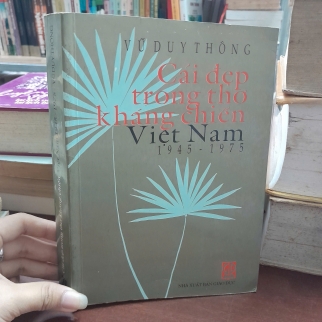 VŨ DUY THÔNG
Cái đẹp
trong thơ
kháng chiến
Việt Nam
1945 - 1975